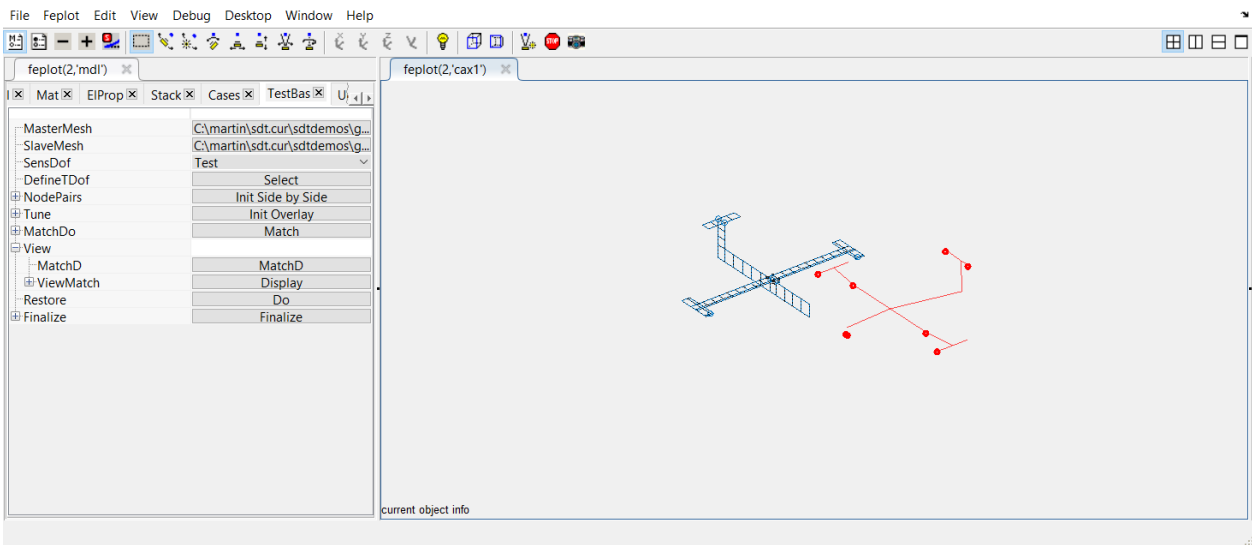 File Feplot Edit View Debug Desktop Window Help
feplot(2,'mdl')
feplot(2,'cax1')
Mat ElProp Stack Cases TestBas
MasterMesh C:\martin\sdt.cur\sdtdemos\g...
SlaveMesh C:\martin\sdt.cur\sdtdemos\g...
SensDof Test
DefineTDof Select
NodePairs Init Side by Side
Tune Init Overlay
MatchDo Match
View
MatchD MatchD
ViewMatch Display
Restore Do
Finalize Finalize
current object info